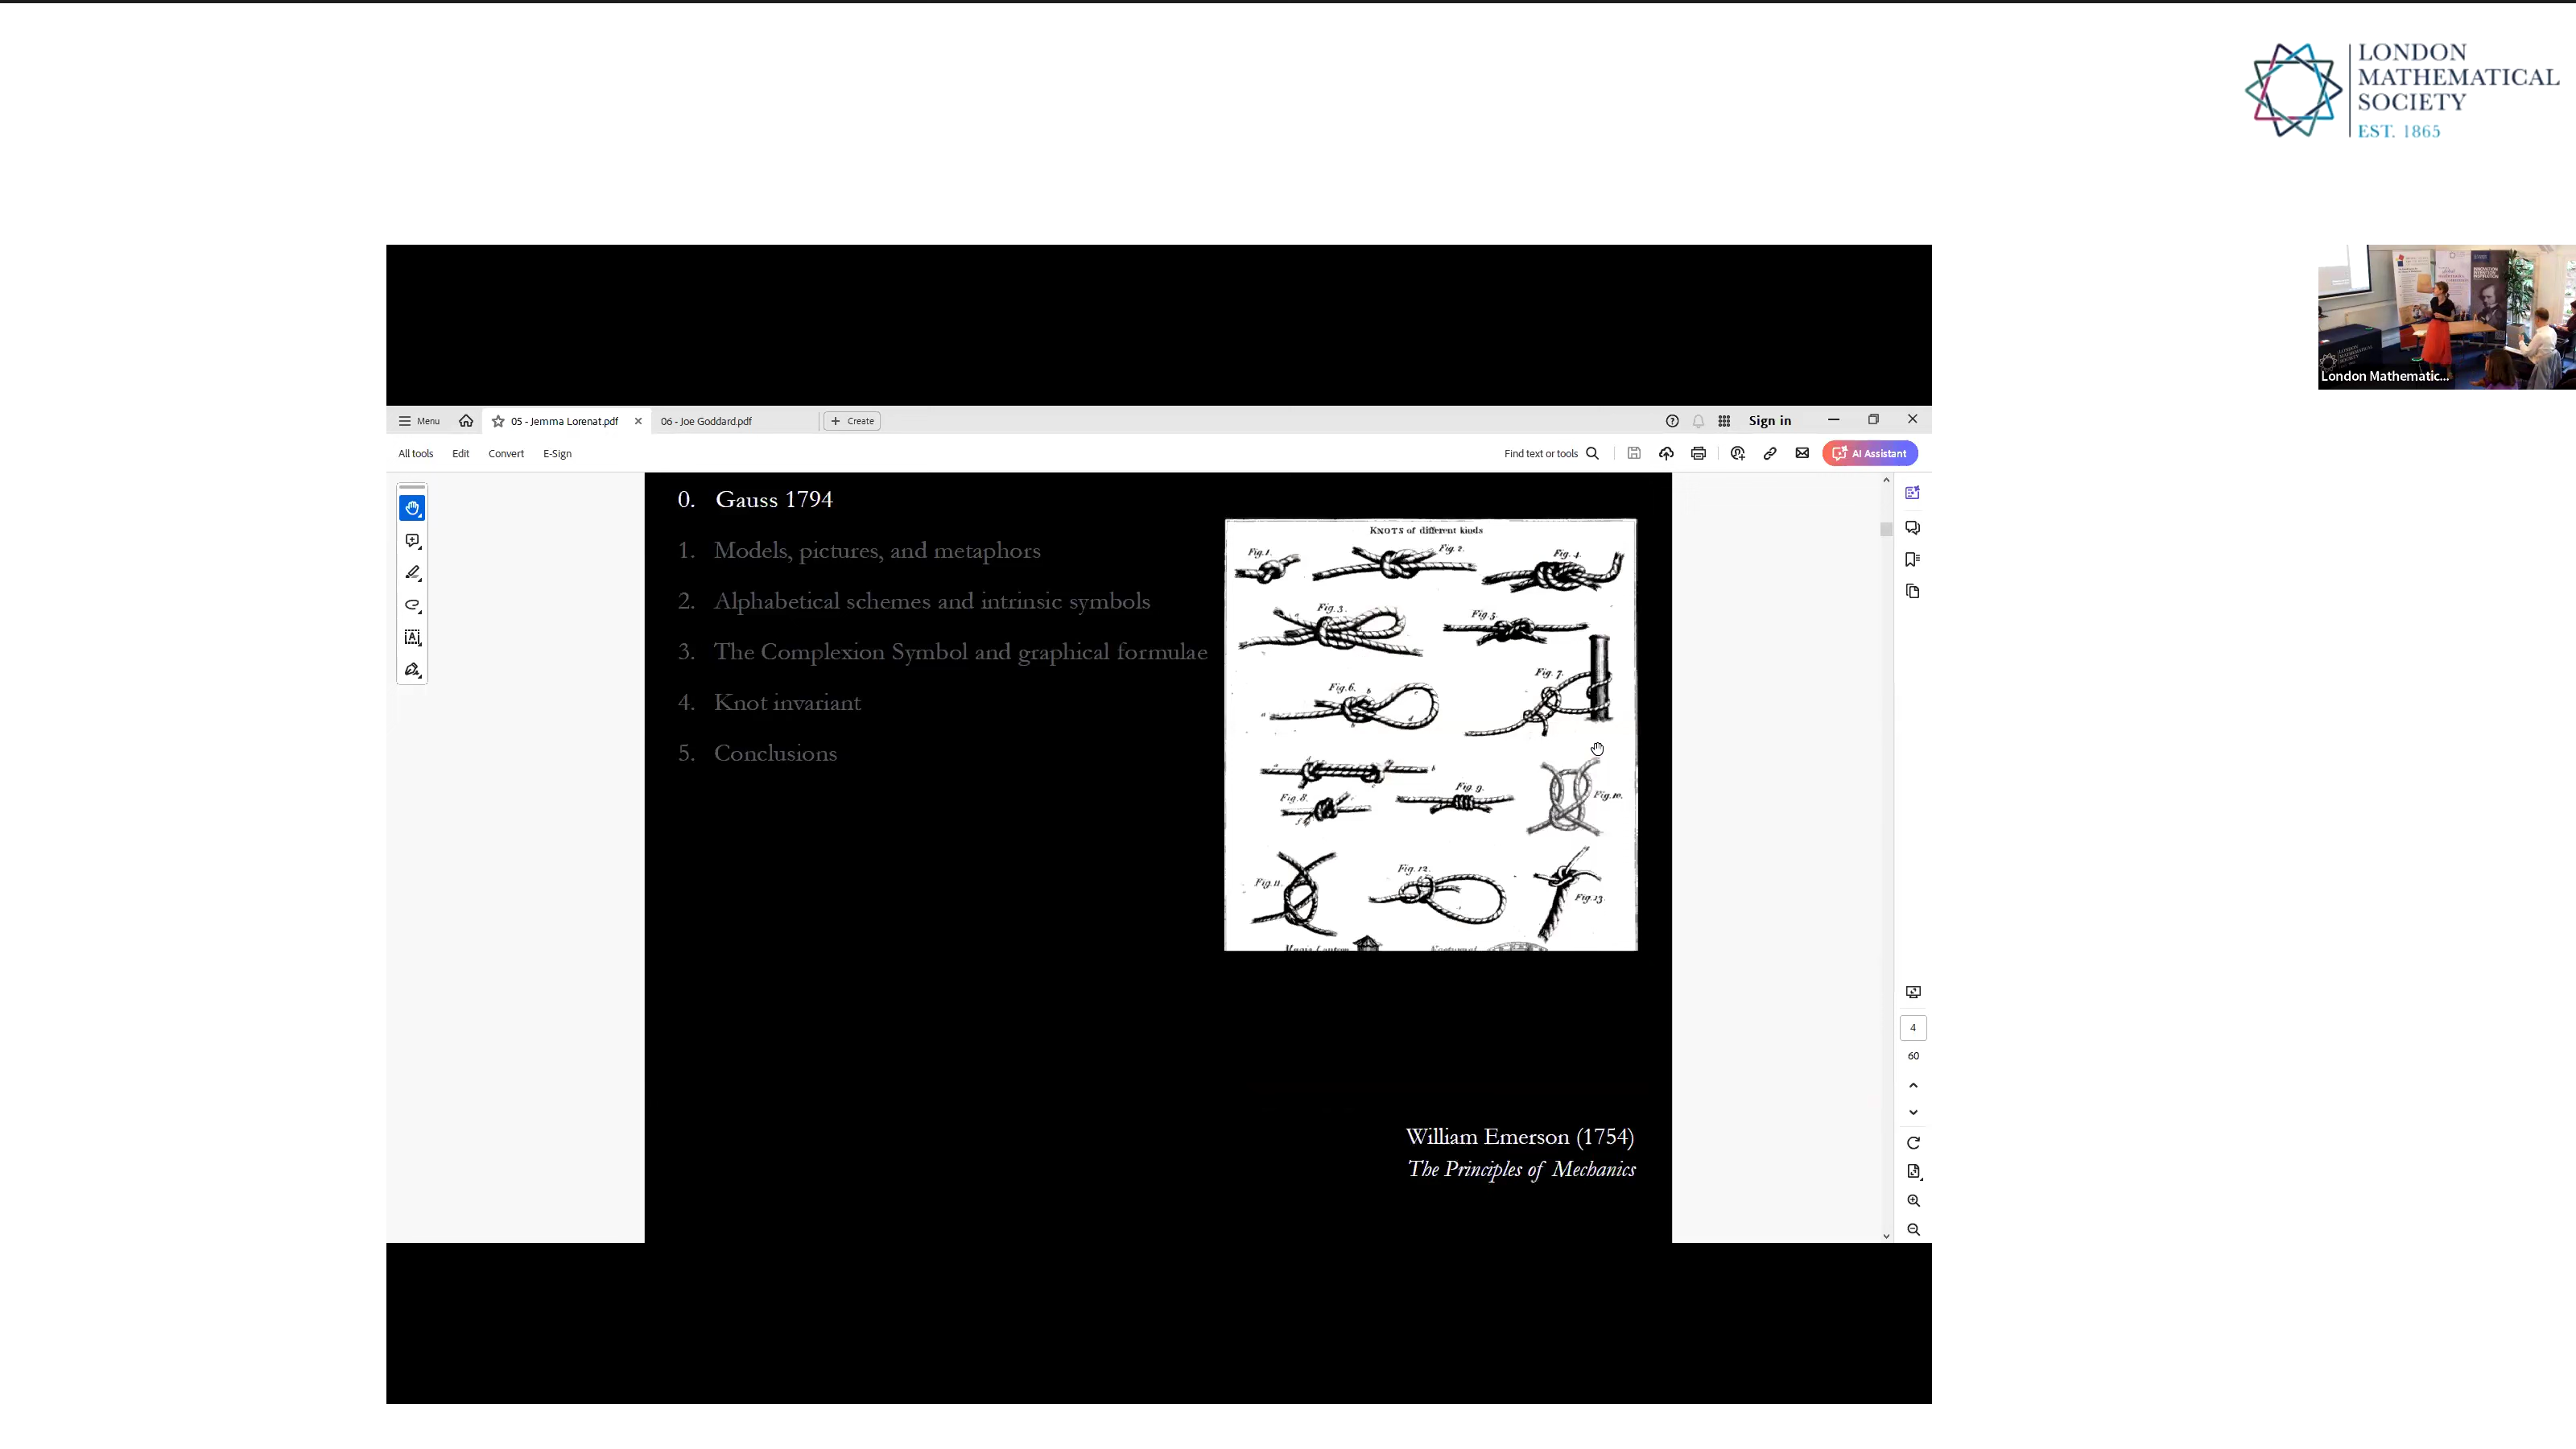 LONDON
MATHEMATICAL
SOCIETY
EST. 1865
London Mathematic...
Menu
05 - Jemma Lorenat.pdf
06 - Joe Goddard.pdf
Create
Sign in
All tools
Edit
Convert
E-Sign
Find text or tools
AI Assistant
0. Gauss 1794
1. Models, pictures, and metaphors
2. Alphabetical schemes and intrinsic symbols
3. The Complexion Symbol and graphical formulae
4. Knot invariant
5. Conclusions
KNOTS of different kinds
Fig. 1.
Fig. 2.
Fig. 4.
Fig. 3.
Fig. 5.
Fig. 6.
Fig. 7.
Fig. 8.
Fig. 9.
Fig. 10.
Fig. 11.
Fig. 12.
Fig. 13.
William Emerson (1754)
The Principles of Mechanics
4
60